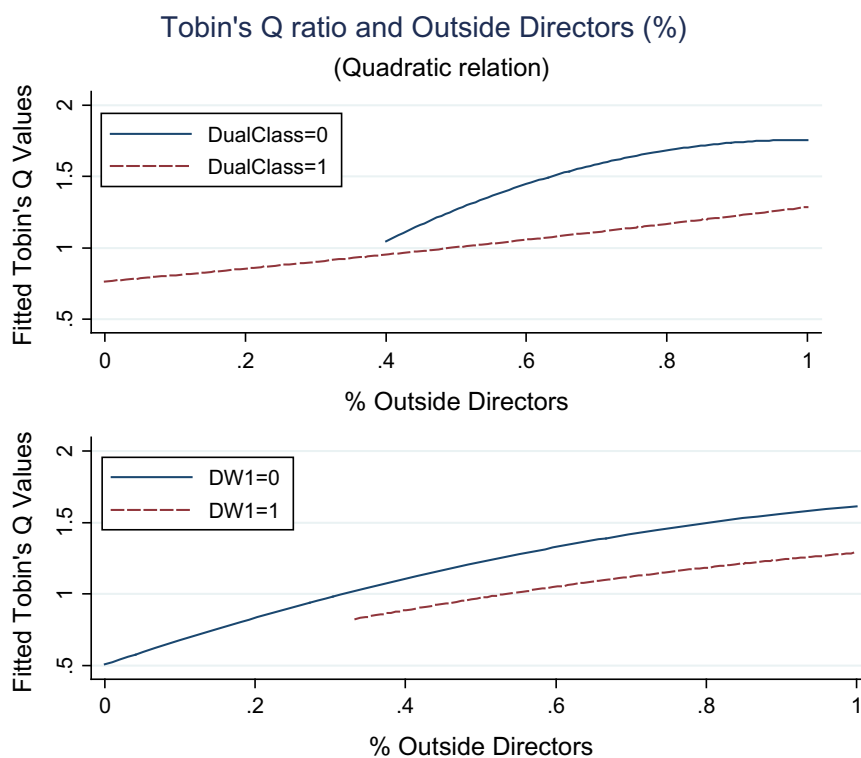 Tobin's Q ratio and Outside Directors (%)
(Quadratic relation)
Fitted Tobin's Q Values
2
1.5
1
.5
DualClass=0
DualClass=1
0 .2 .4 .6 .8 1
% Outside Directors
Fitted Tobin's Q Values
2
1.5
1
.5
DW1=0
DW1=1
0 .2 .4 .6 .8 1
% Outside Directors